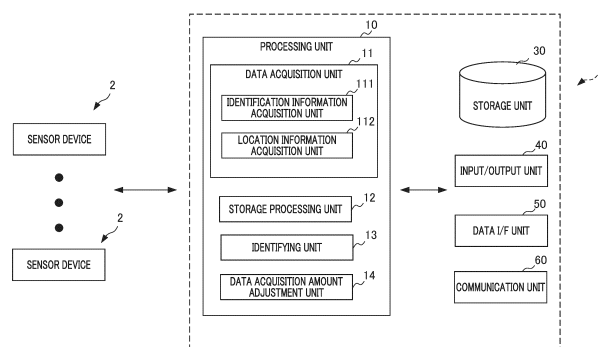 10
PROCESSING UNIT
11
DATA ACQUISITION UNIT
111
IDENTIFICATION INFORMATION
ACQUISITION UNIT
112
LOCATION INFORMATION
ACQUISITION UNIT
12
STORAGE PROCESSING UNIT
13
IDENTIFYING UNIT
14
DATA ACQUISITION AMOUNT
ADJUSTMENT UNIT
2
SENSOR DEVICE
2
SENSOR DEVICE
30
STORAGE UNIT
40
INPUT/OUTPUT UNIT
50
DATA I/F UNIT
60
COMMUNICATION UNIT